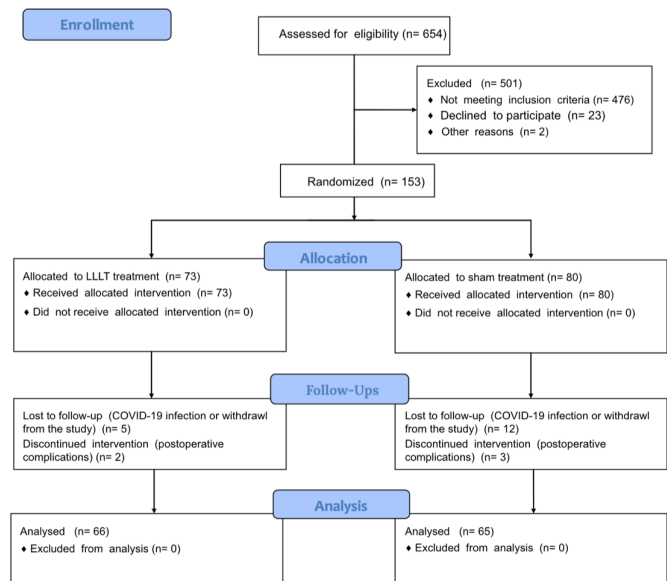 Enrollment
Assessed for eligibility (n= 654)
Excluded (n= 501)
♦ Not meeting inclusion criteria (n= 476)
♦ Declined to participate (n= 23)
♦ Other reasons (n= 2)
Randomized (n= 153)
Allocation
Allocated to LLLT treatment (n= 73)
♦ Received allocated intervention (n= 73)
♦ Did not receive allocated intervention (n= 0)
Allocated to sham treatment (n= 80)
♦ Received allocated intervention (n= 80)
♦ Did not receive allocated intervention (n= 0)
Follow-Ups
Lost to follow-up (COVID-19 infection or withdrawl
from the study) (n= 5)
Discontinued intervention (postoperative
complications) (n= 2)
Lost to follow-up (COVID-19 infection or withdrawl
from the study) (n= 12)
Discontinued intervention (postoperative
complications) (n= 3)
Analysis
Analysed (n= 66)
♦ Excluded from analysis (n= 0)
Analysed (n= 65)
♦ Excluded from analysis (n= 0)